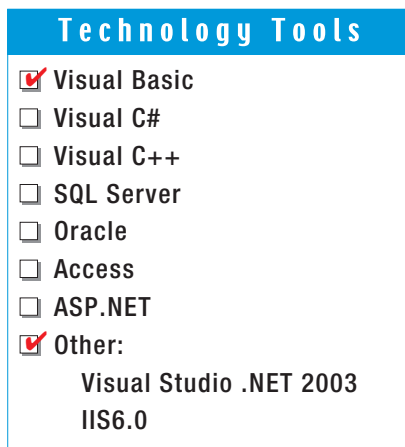 Technology Tools
Visual Basic
Visual C#
Visual C++
SQL Server
Oracle
Access
ASP.NET
Other:
Visual Studio .NET 2003
IIS6.0